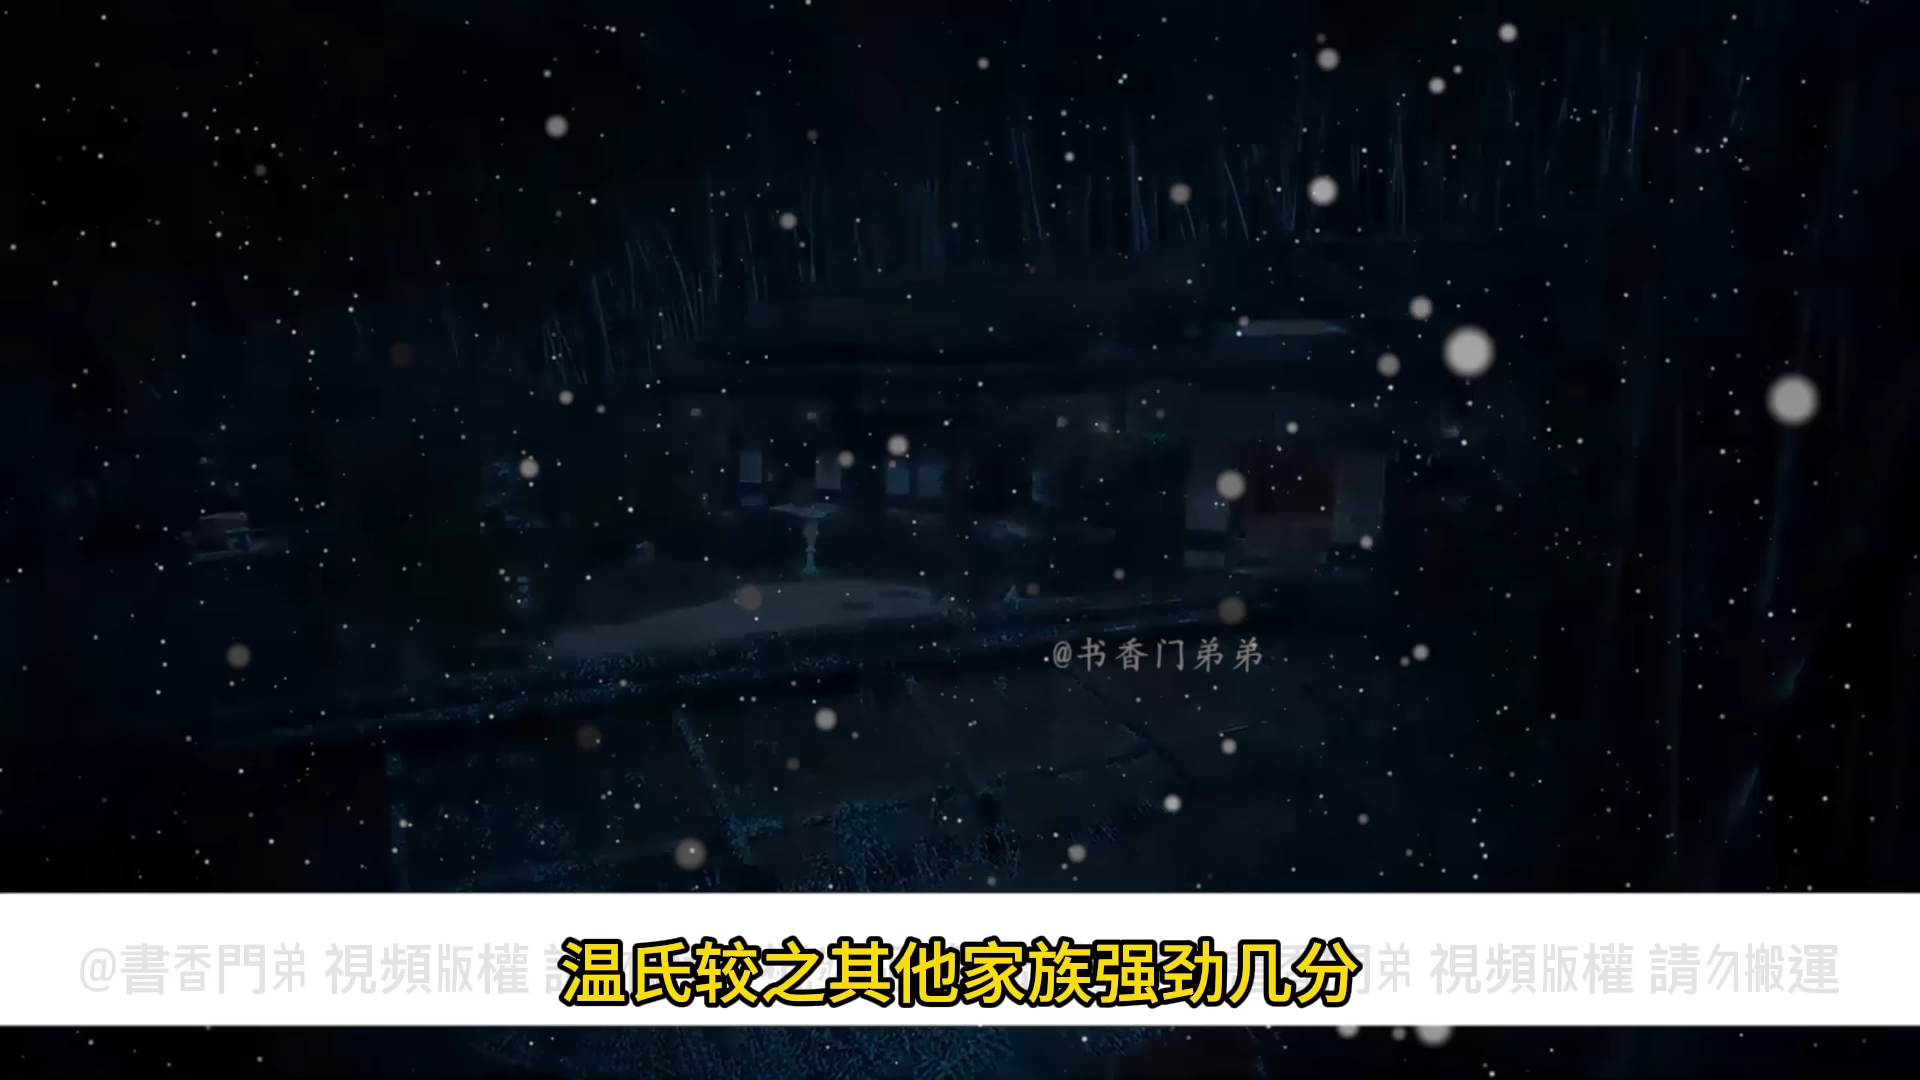 @书香门弟弟
@書香門弟 視頻版權
弟 視頻版權 請勿搬運
温氏较之其他家族强劲几分